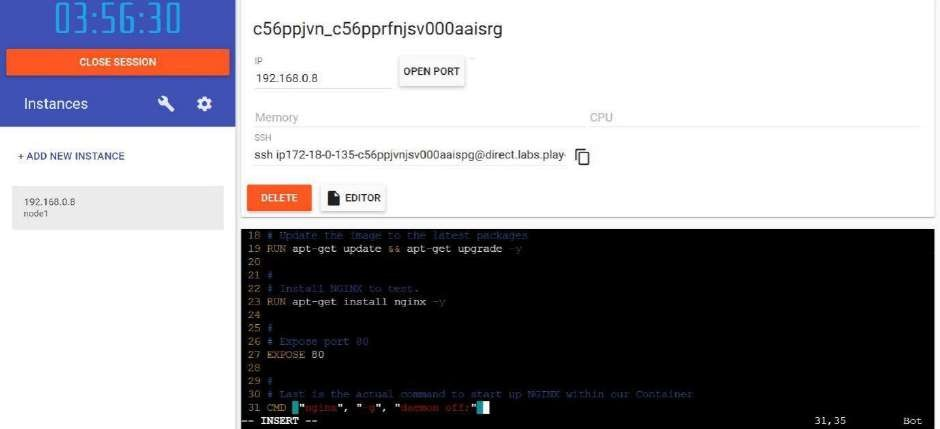 03:56:30
CLOSE SESSION
Instances
+ ADD NEW INSTANCE
192.168.0.8
node1
c56ppjvn_c56pprfnjsv000aaisrg
IP
192.168.0.8
OPEN PORT
Memory
CPU
SSH
ssh ip172-18-0-135-c56ppjvnjsv000aaispg@direct.labs.play-
DELETE
EDITOR
18 # Update the image to the latest packages
19 RUN apt-get update && apt-get upgrade -y
20
21 #
22 # Install NGINX to test.
23 RUN apt-get install nginx -y
24
25 #
26 # Expose port 80
27 EXPOSE 80
28
29 #
30 # Last is the actual command to start up NGINX within our Container
31 CMD ["nginx", "-g", "daemon off;"]
-- INSERT -- 31,35 Bot